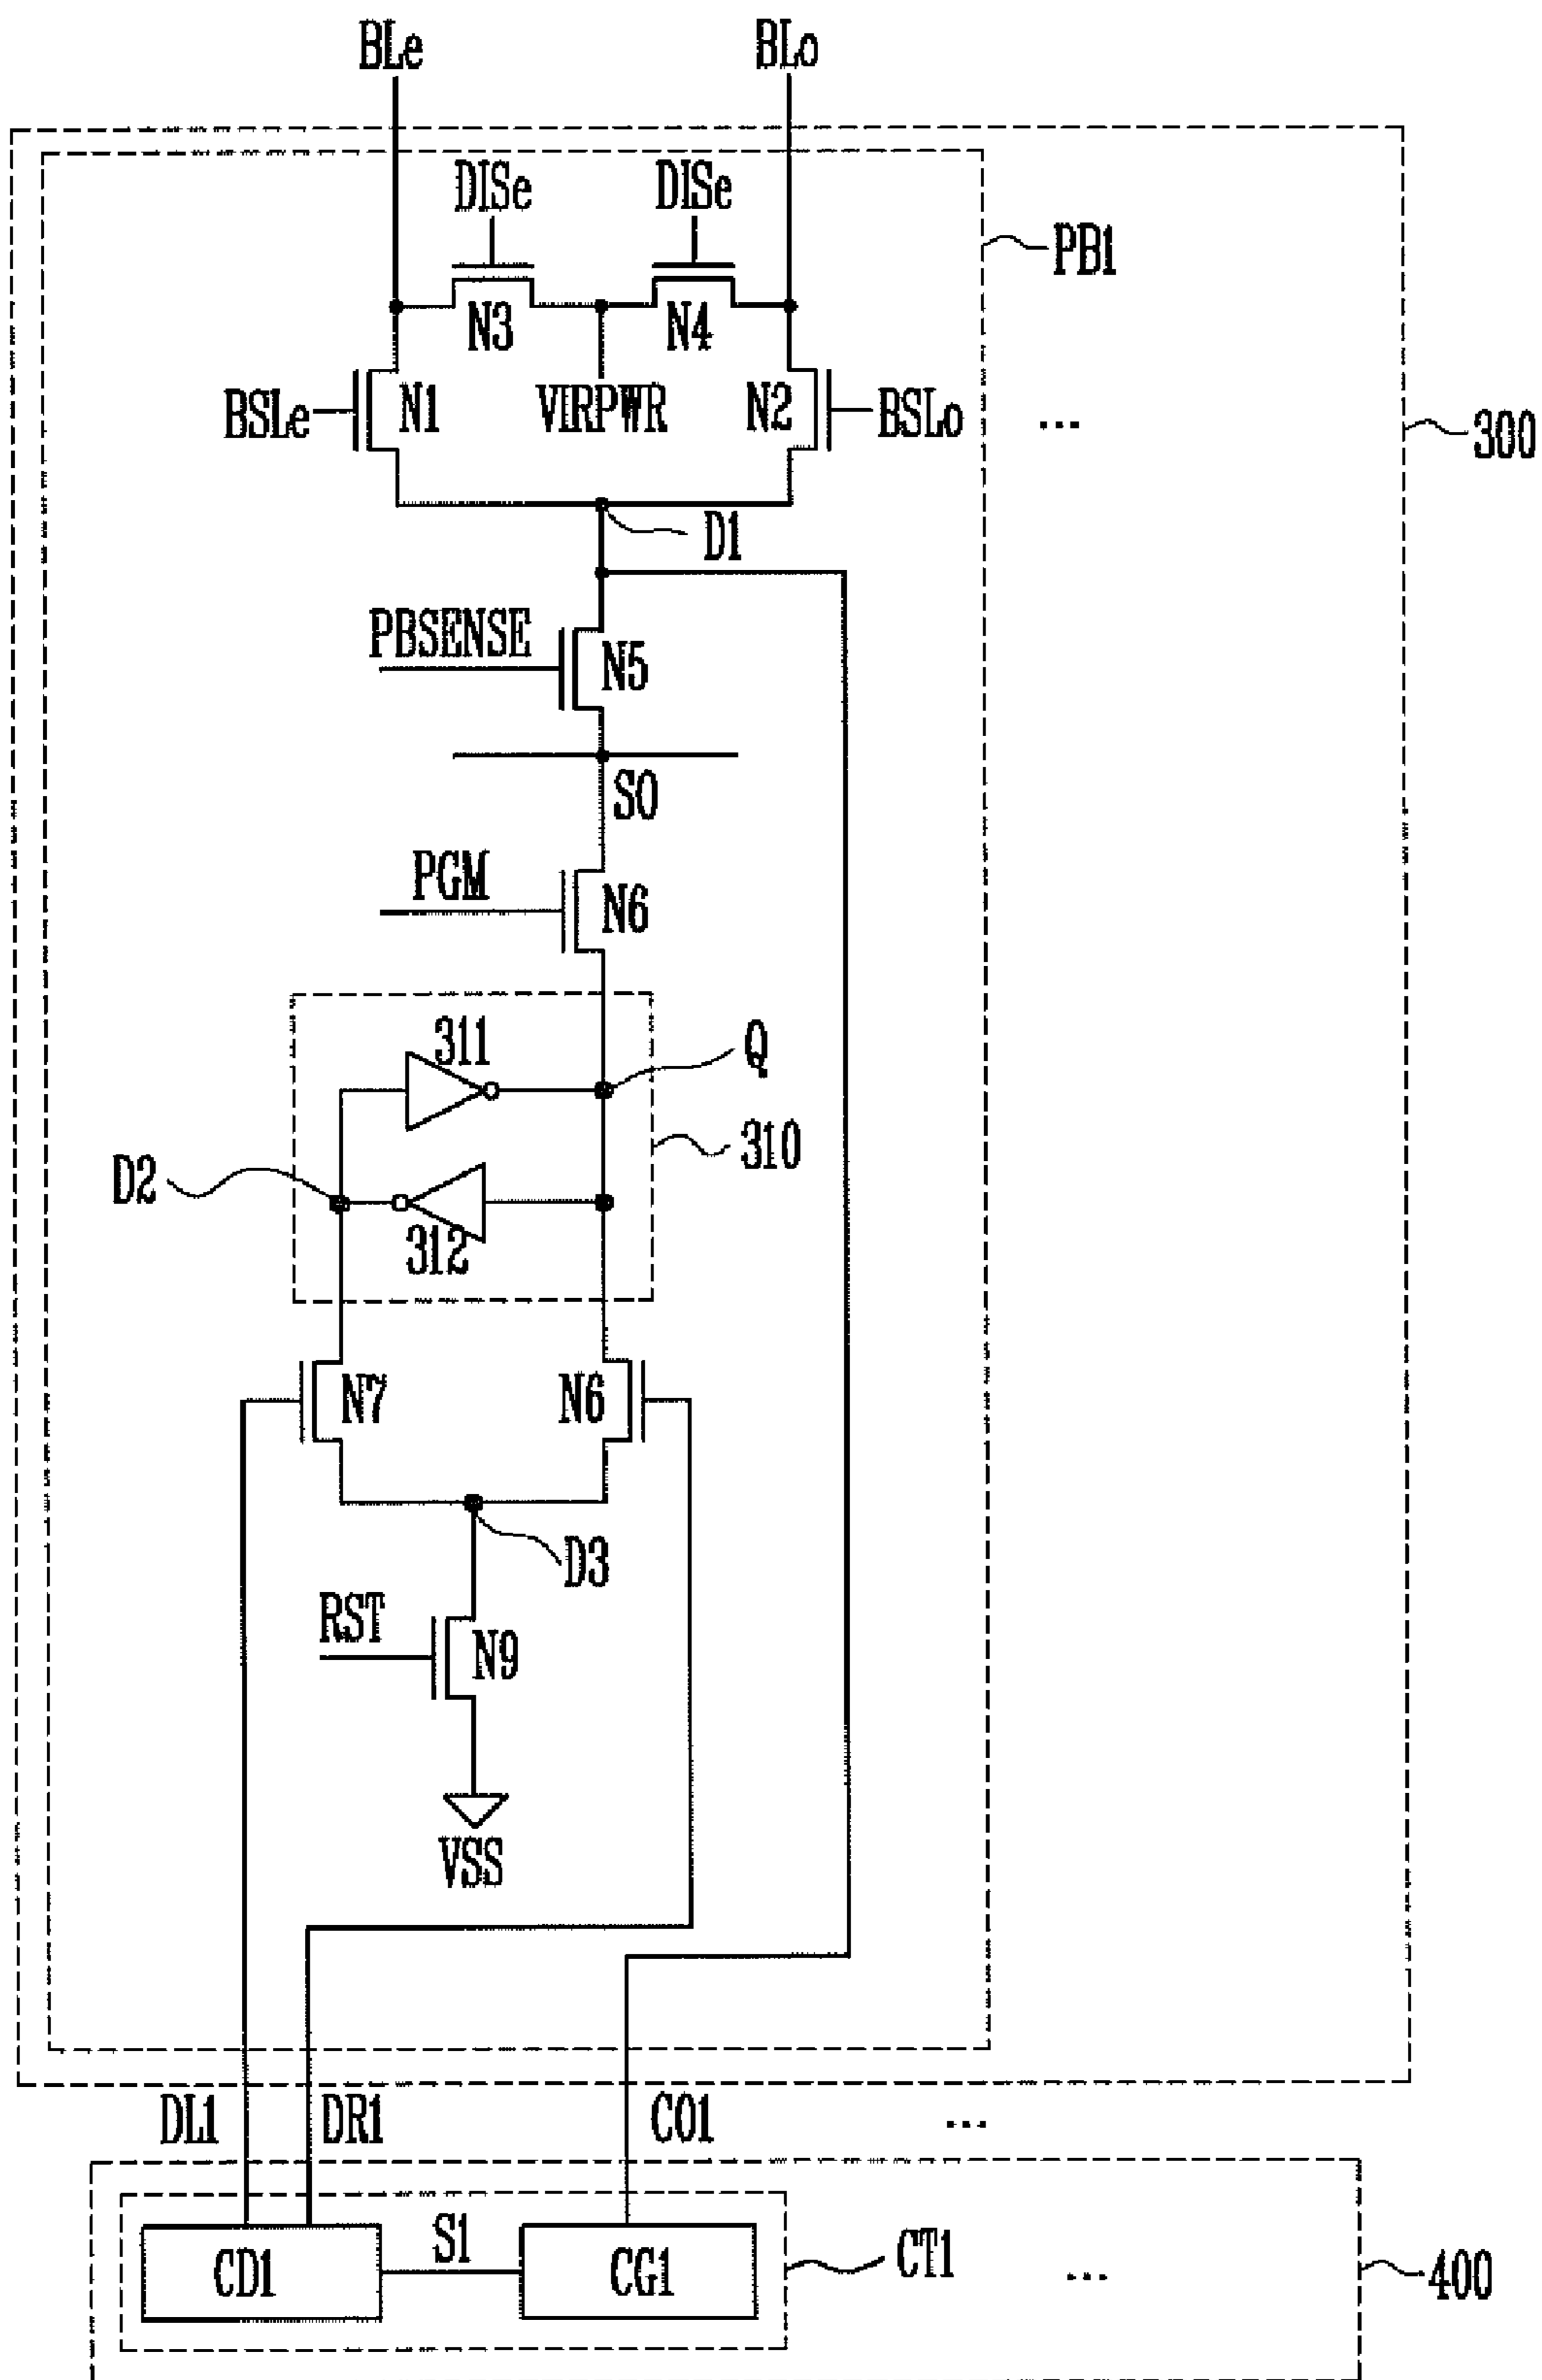 BLe
BLo
DISe
DISe
PB1
N3
N4
BSLe
N1
VIRPWR
N2
BSLo
...
300
D1
PBSENSE
N5
SO
PGM
N6
311
Q
310
D2
312
N7
N6
D3
RST
N9
VSS
DL1
DR1
CO1
...
S1
CD1
CG1
CT1
...
400